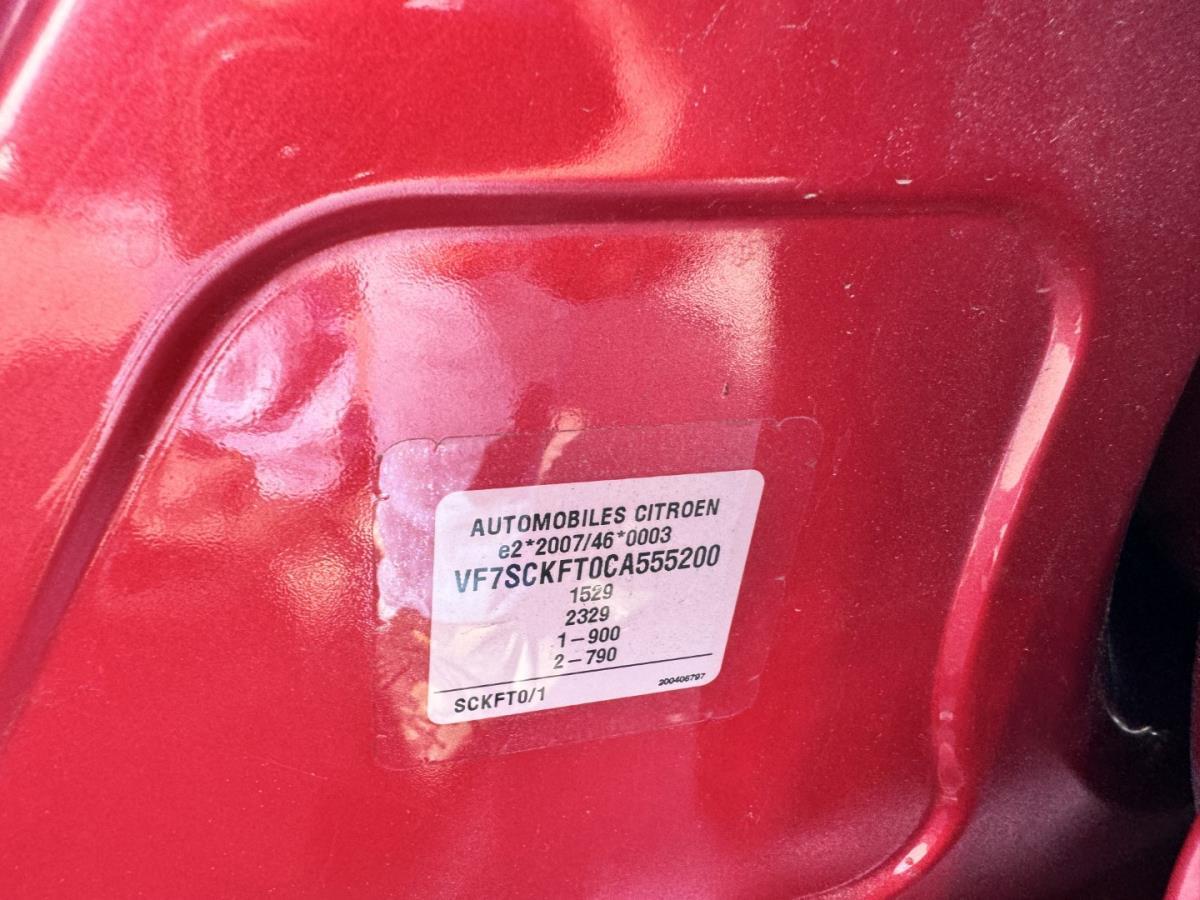 AUTOMOBILES CITROEN
e2*2007/46*0003
VF7SCKFT0CA555200
1529
2329
1-900
2-790
SCKFT0/1
200406797